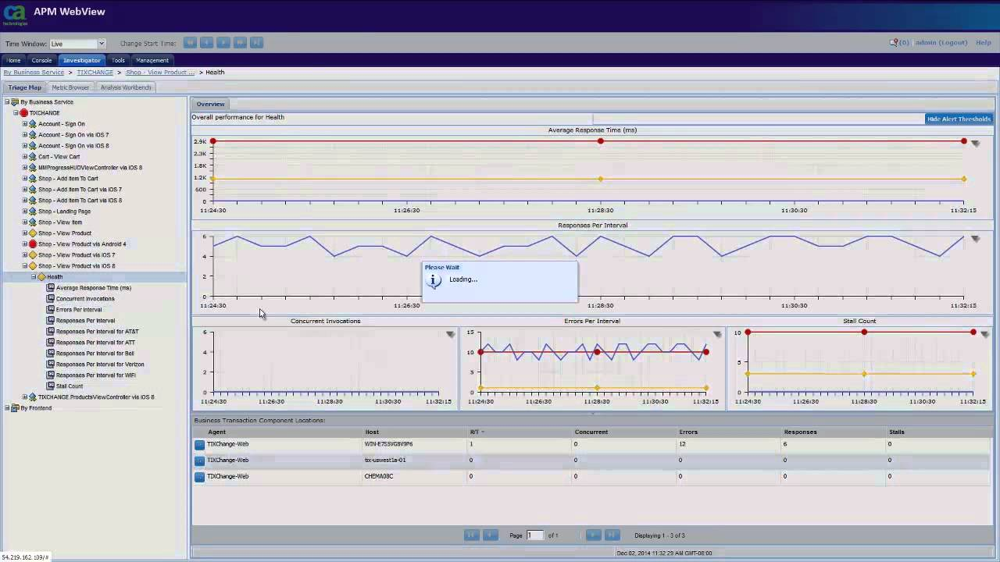 ca technologies
APM WebView
Time Window: Live Change Start Time: (0) admin (Logout) Help
Home Console Investigator Tools Management
By Business Service > TIXCHANGE > Shop - View Product ... > Health
Triage Map Metric Browser Analysis Workbench
By Business Service
TIXCHANGE
Account - Sign On
Account - Sign On via iOS 7
Account - Sign On via iOS 8
Cart - View Cart
MMProgressHUDViewController via iOS 8
Shop - Add Item To Cart
Shop - Add Item To Cart via iOS 7
Shop - Add Item To Cart via iOS 8
Shop - Landing Page
Shop - View Item
Shop - View Product
Shop - View Product via Android 4
Shop - View Product via iOS 7
Shop - View Product via iOS 8
Health
Average Response Time (ms)
Concurrent Invocations
Errors Per Interval
Responses Per Interval
Responses Per Interval for AT&T
Responses Per Interval for ATT
Responses Per Interval for Bell
Responses Per Interval for Verizon
Responses Per Interval for WiFi
Stall Count
TIXCHANGE ProductsViewController via iOS 8
By Frontend
Overview
Overall performance for Health
Hide Alert Thresholds
Average Response Time (ms)
2.9K
2.3K
1.8K
1.2K
600
0
11:24:30 11:26:30 11:28:30 11:30:30 11:32:15
Responses Per Interval
6
4
2
0
11:24:30 11:28:30 11:30:30 11:32:15
Please Wait
Loading...
Concurrent Invocations
6
4
2
0
11:24:30 11:26:30 11:28:30 11:30:30 11:32:15
Errors Per Interval
15
10
5
0
11:24:30 11:26:30 11:28:30 11:30:30 11:32:15
Stall Count
10
5
0
11:24:30 11:26:30 11:28:30 11:30:30 11:32:15
Business Transaction Component Locations:
Agent Host R/T Concurrent Errors Responses Stalls
TIXChange-Web WIN-E7S5VG8V9P6 1 0 12 6 0
TIXChange-Web tix-uswest1a-01 0 0 0 0 0
TIXChange-Web CHEMA08C 0 0 0 0 0
Page 1 of 1 Displaying 1 - 3 of 3
Dec 02, 2014 11:32:29 AM GMT-08:00
54.219.162.109/#